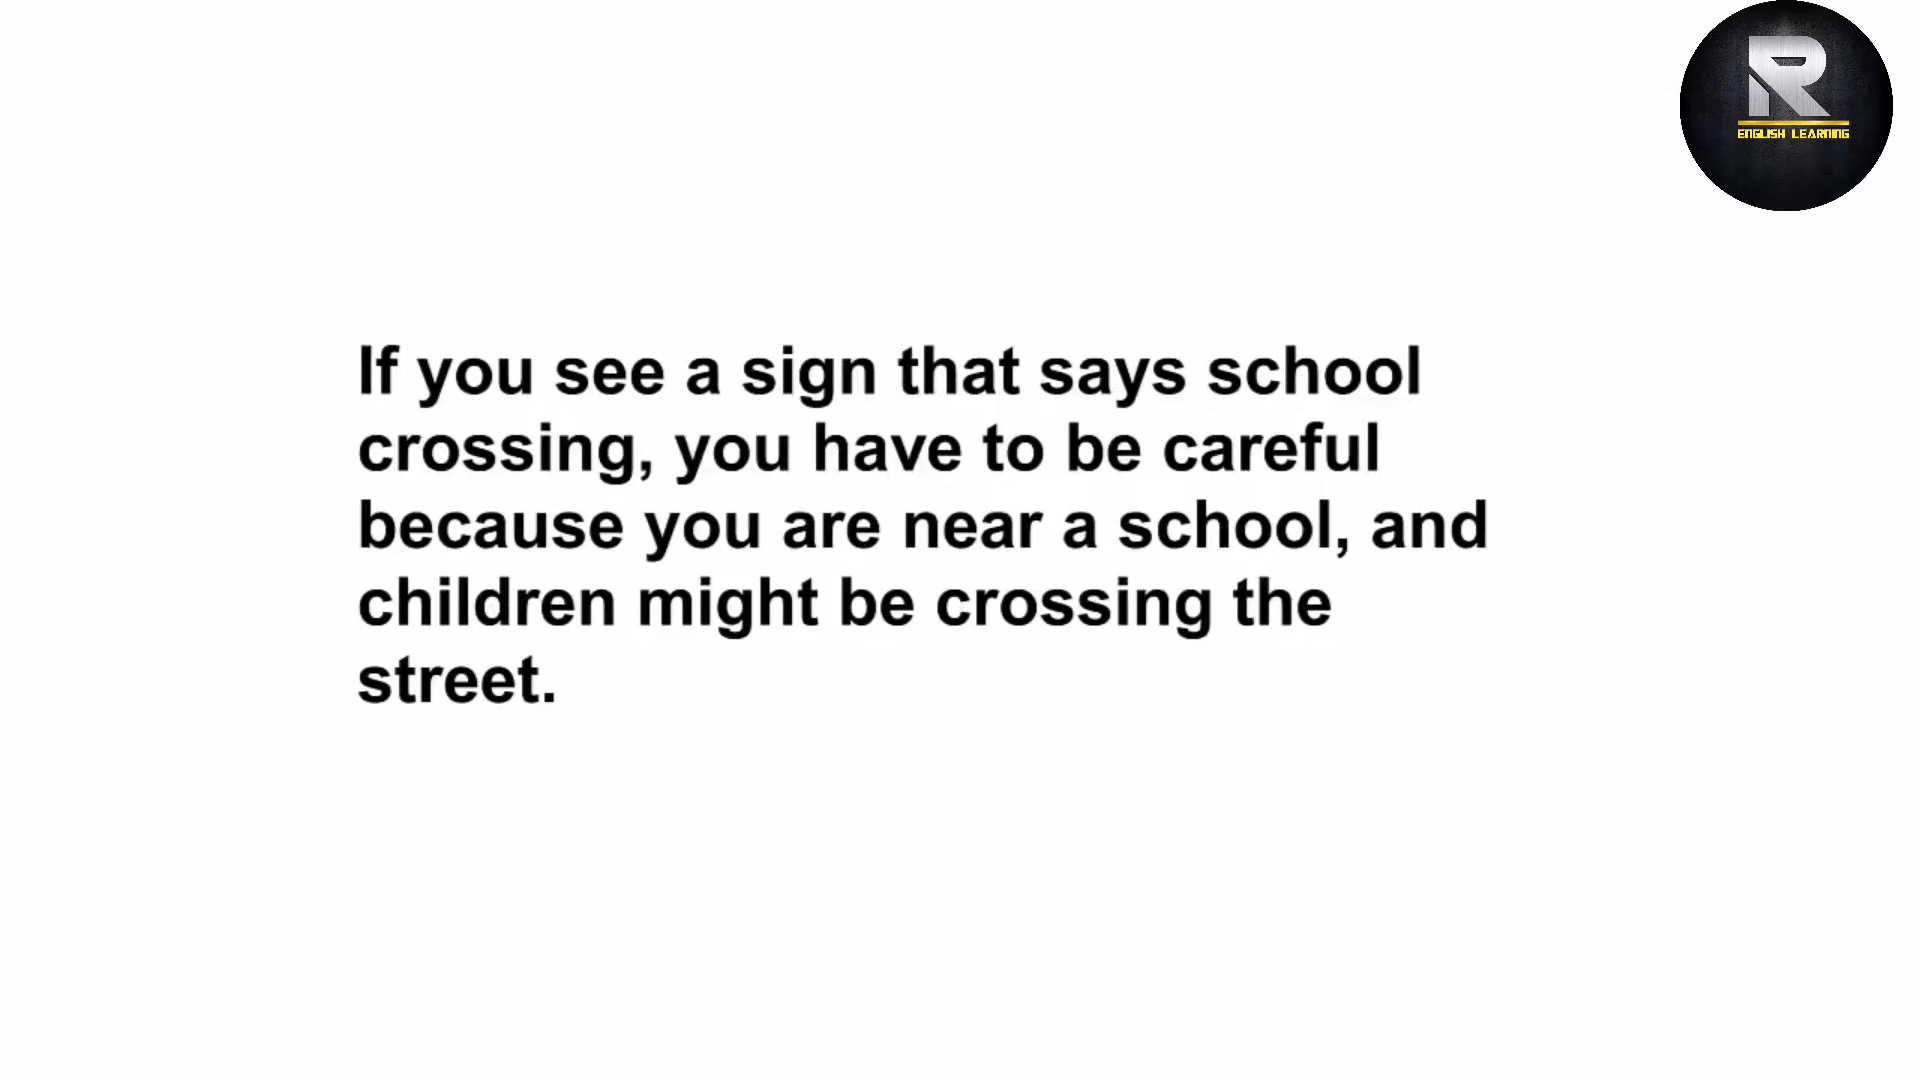 R
ENGLISH LEARNING
If you see a sign that says school
crossing, you have to be careful
because you are near a school, and
children might be crossing the
street.